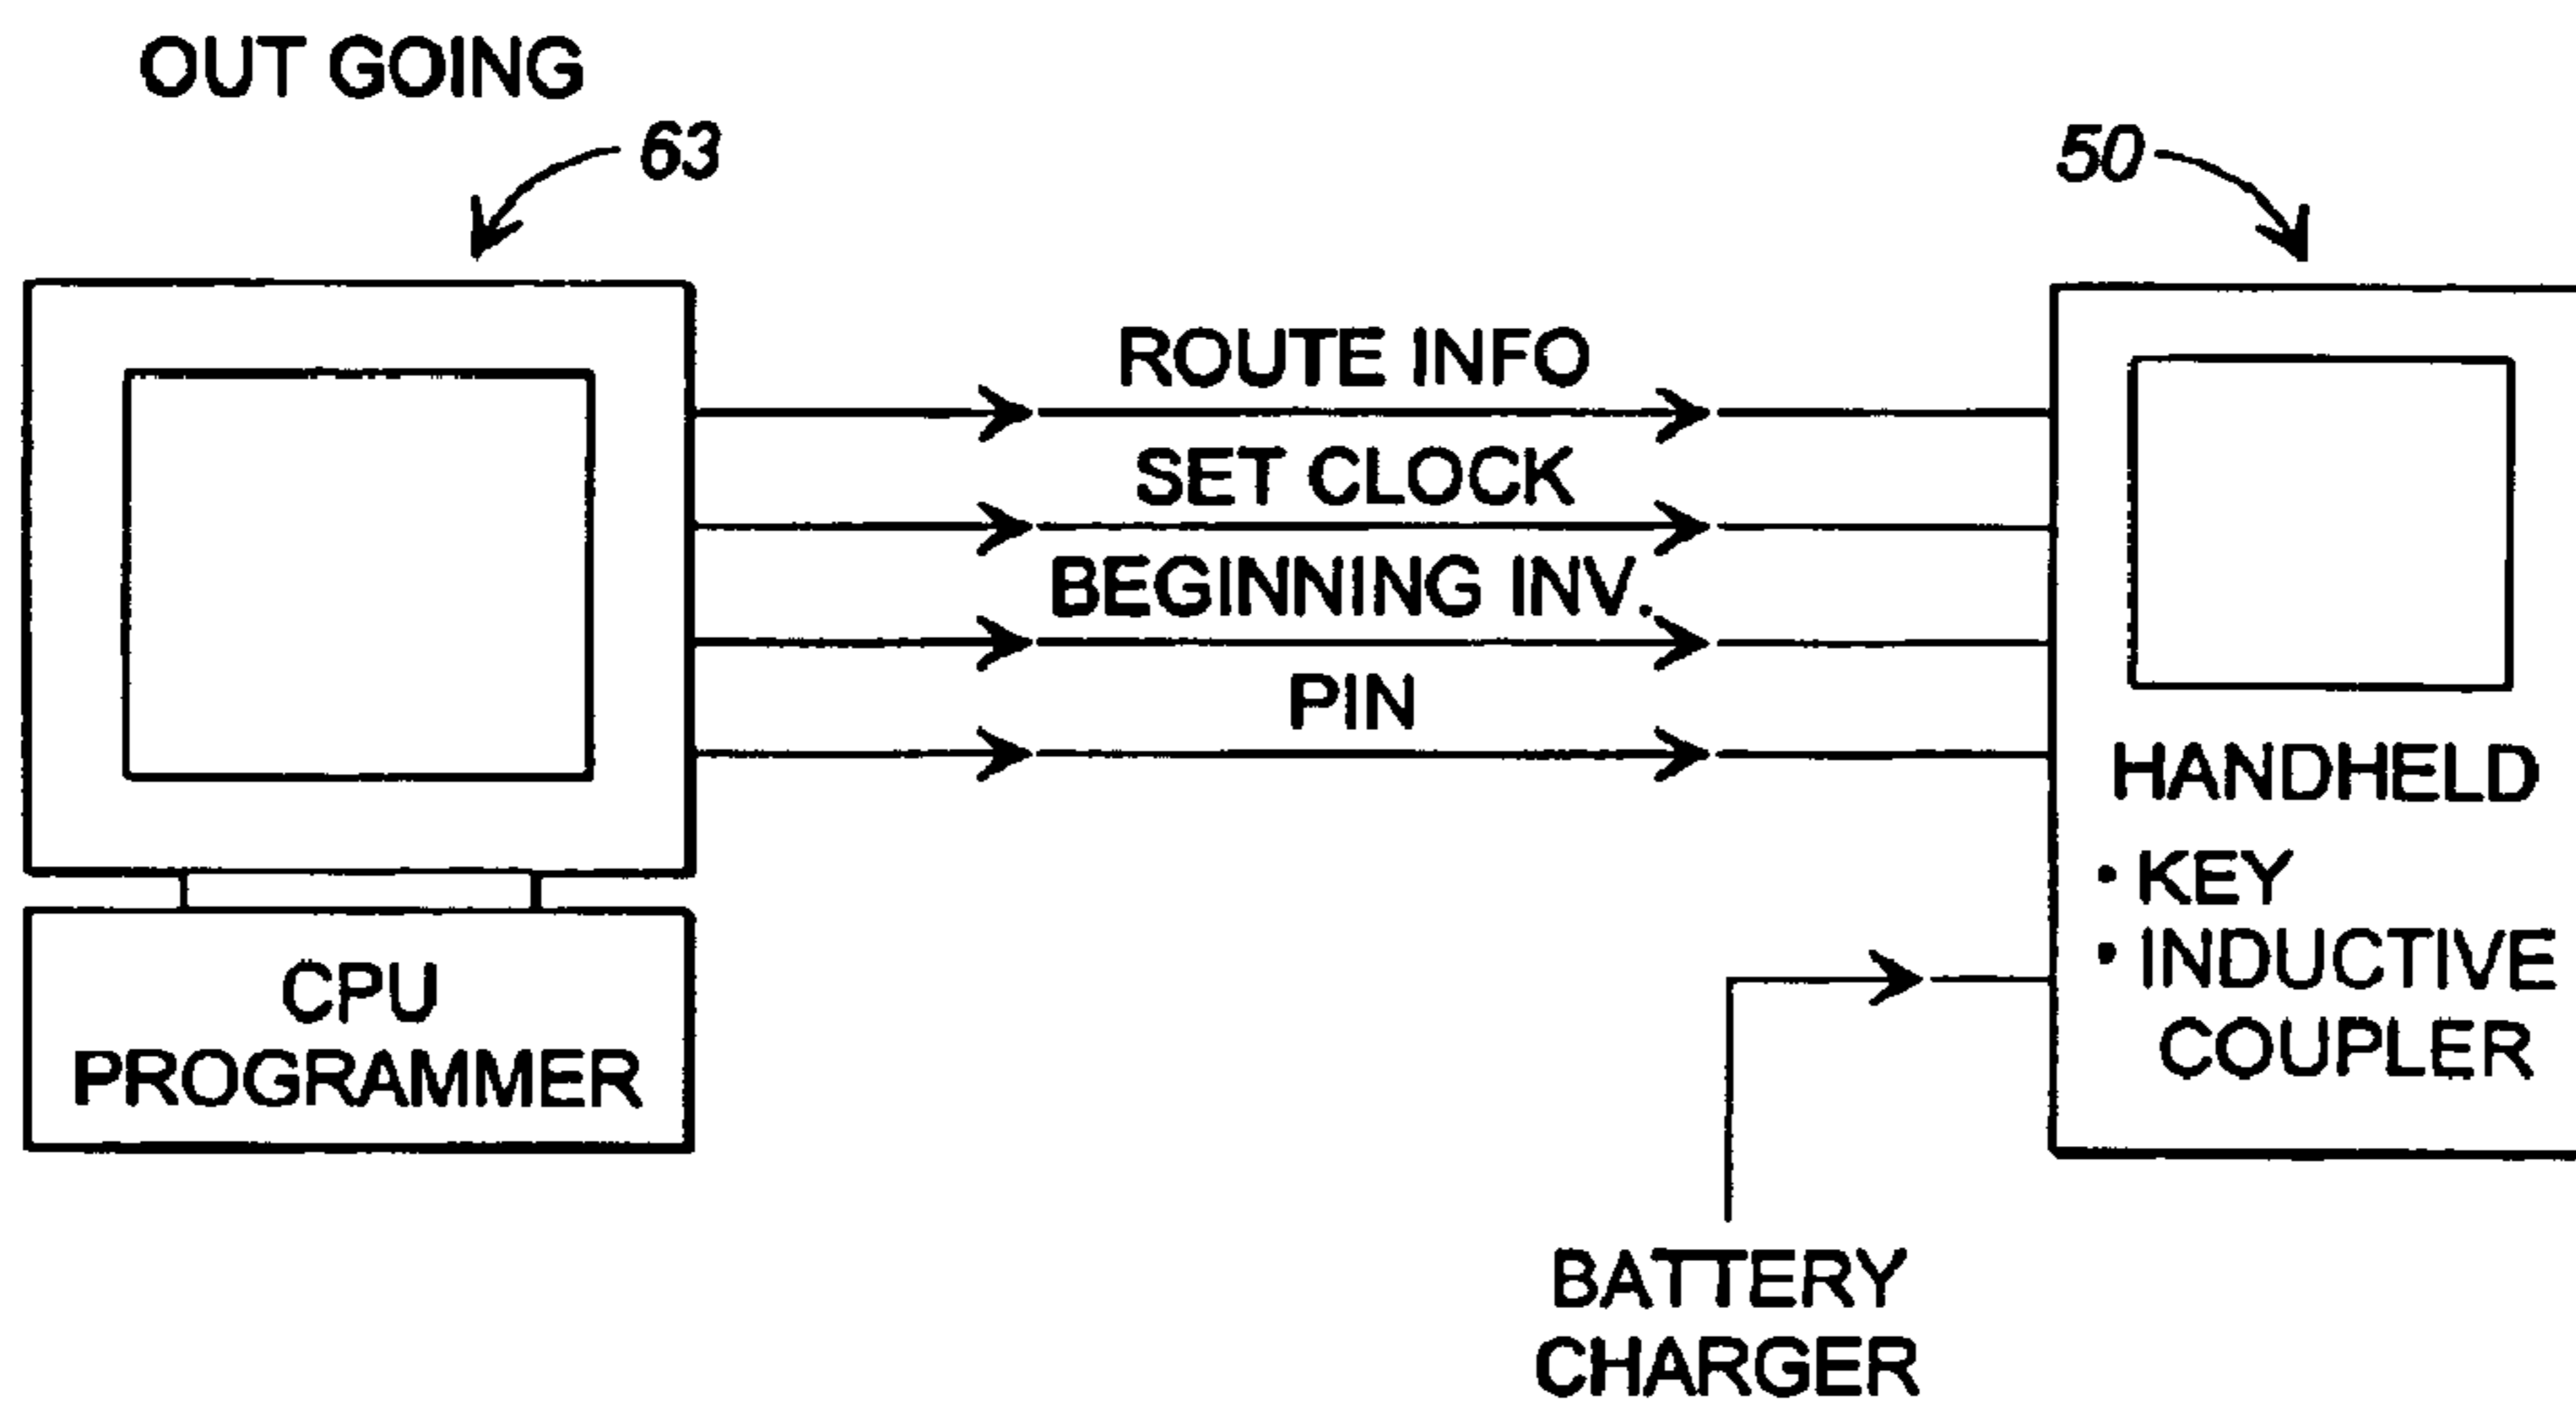 OUT GOING
63
50
ROUTE INFO
SET CLOCK
BEGINNING INV.
PIN
HANDHELD
• KEY
• INDUCTIVE
COUPLER
CPU
PROGRAMMER
BATTERY
CHARGER